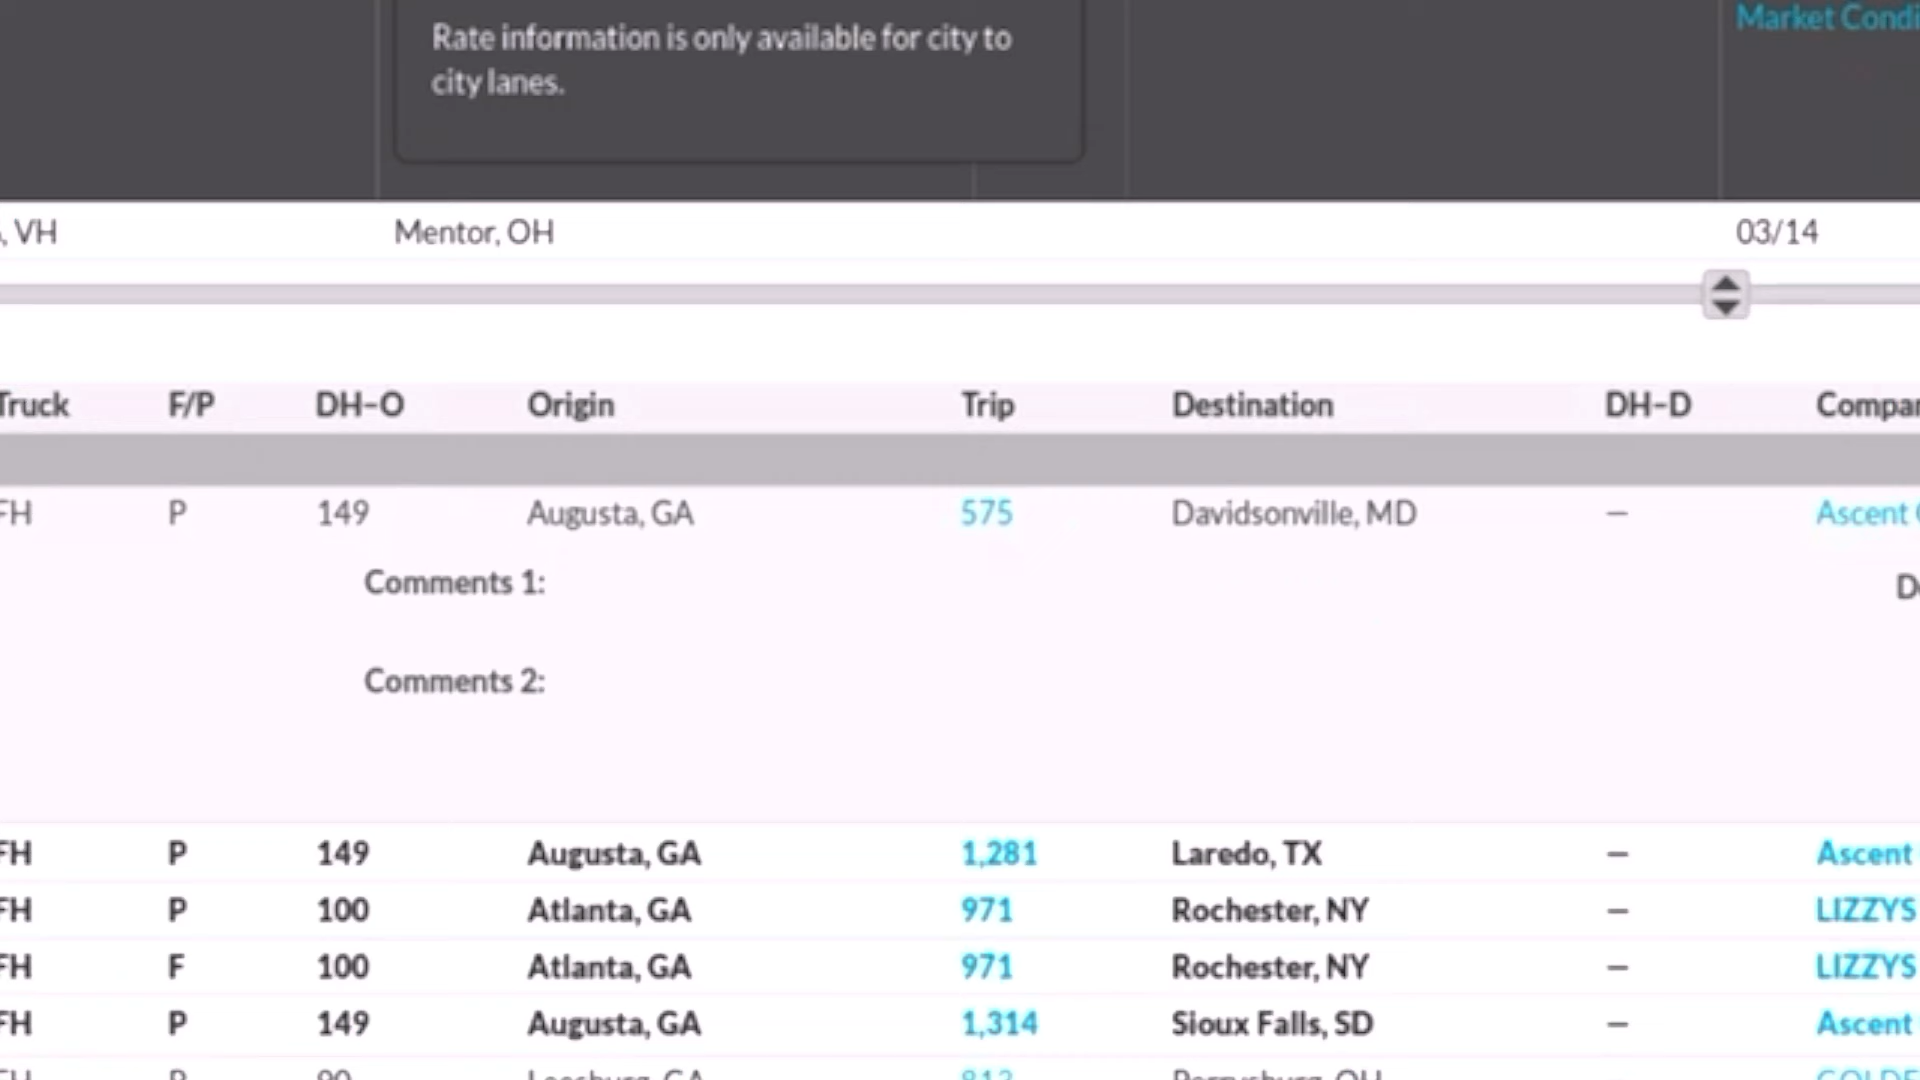 Market Condi
Rate information is only available for city to
city lanes.
, VH Mentor, OH 03/14
Truck F/P DH-O Origin Trip Destination DH-D Compan
FH P 149 Augusta, GA 575 Davidsonville, MD – Ascent
Comments 1:
Comments 2:
FH P 149 Augusta, GA 1,281 Laredo, TX – Ascent
FH P 100 Atlanta, GA 971 Rochester, NY – LIZZYS
FH F 100 Atlanta, GA 971 Rochester, NY – LIZZYS
FH P 149 Augusta, GA 1,314 Sioux Falls, SD – Ascent